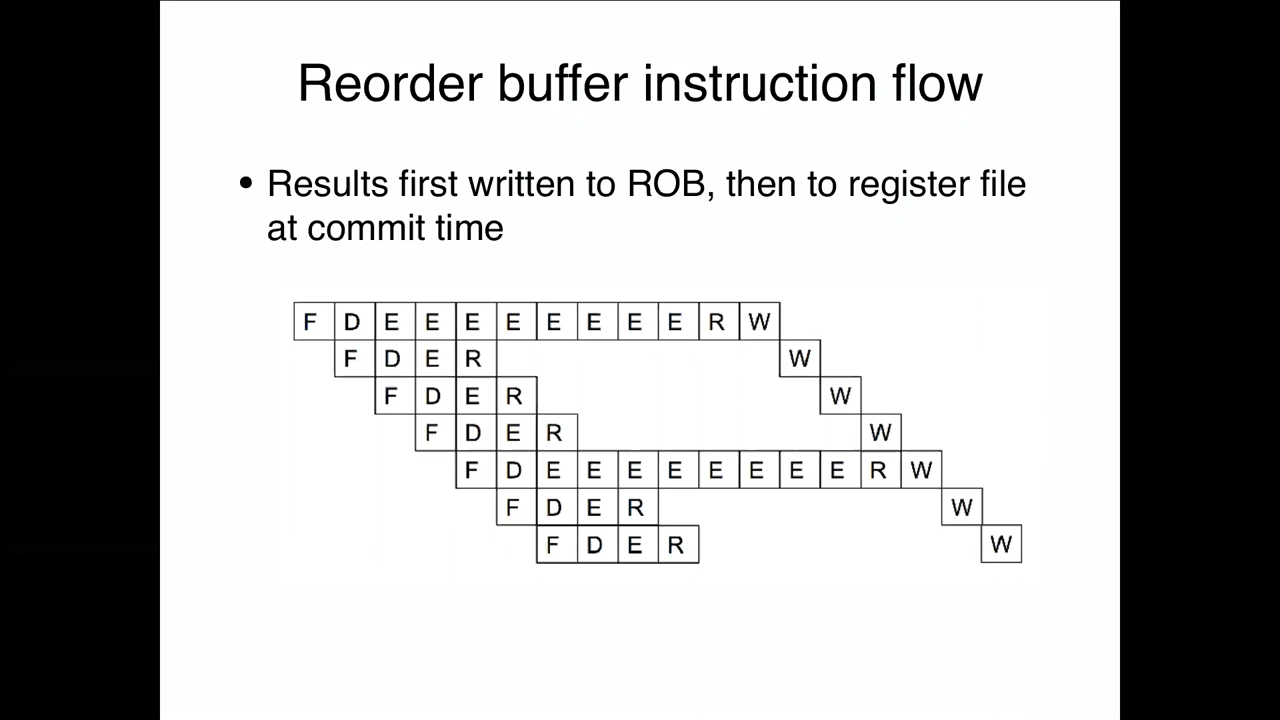 Reorder buffer instruction flow
• Results first written to ROB, then to register file
at commit time
F D E E E E E E E E R W
F D E R W
F D E R W
F D E R W
F D E E E E E E E E R W
F D E R W
F D E R W